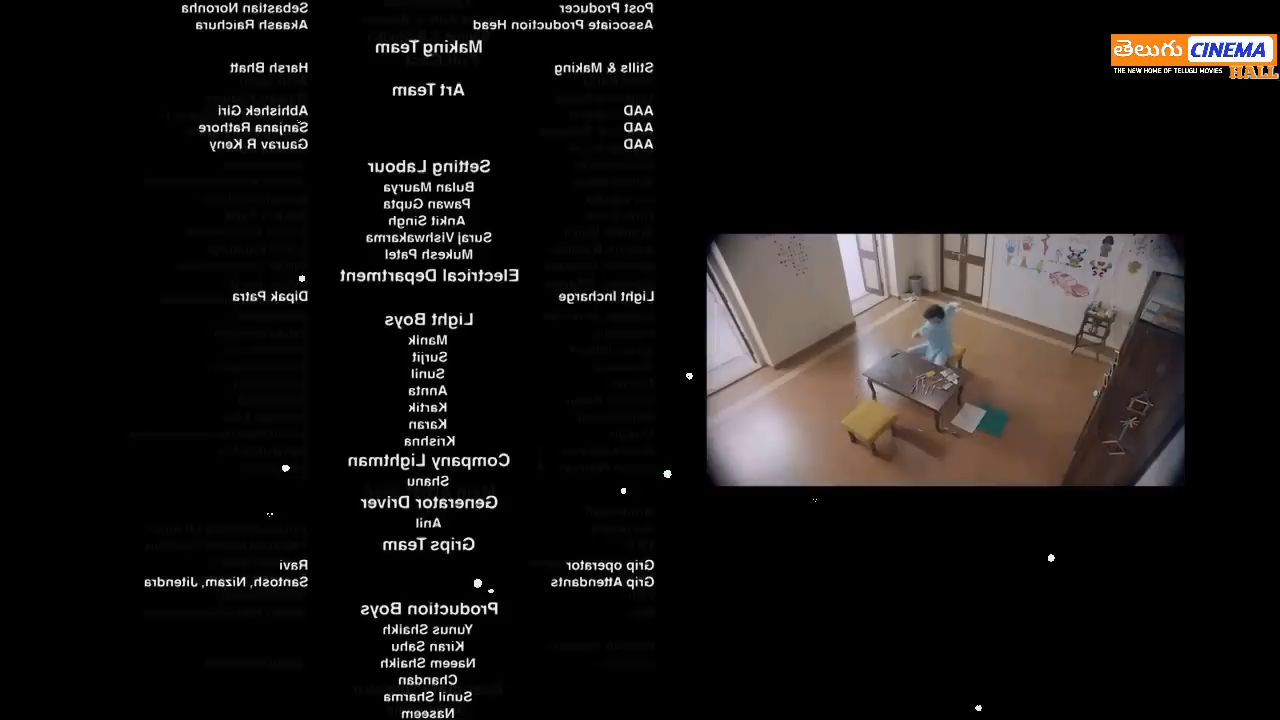 Post Producer Sebastian Noronha
Associate Production Head Akaash Raichura
Making Team
Stills & Making Harsh Bhatt
Art Team
AAD Abhishek Giri
AAD Sanjana Rathore
AAD Gaurav R Keny
Setting Labour
Bulan Maurya
Pawan Gupta
Ankit Singh
Suraj Vishwakarma
Mukesh Patel
Electrical Department
Light Incharge Dipak Patra
Light Boys
Manik
Surjit
Sunil
Annta
Kartik
Karan
Krishna
Company Lightman
Shanu
Generator Driver
Anil
Grips Team
Grip operator Ravi
Grip Attendants Santosh, Nizam, Jitendra
Production Boys
Yunus Shaikh
Kiran Sahu
Naeem Shaikh
Chandan
Sunil Sharma
Naseem
తెలుగు CINEMA
THE NEW HOME OF TELUGU MOVIES HALL